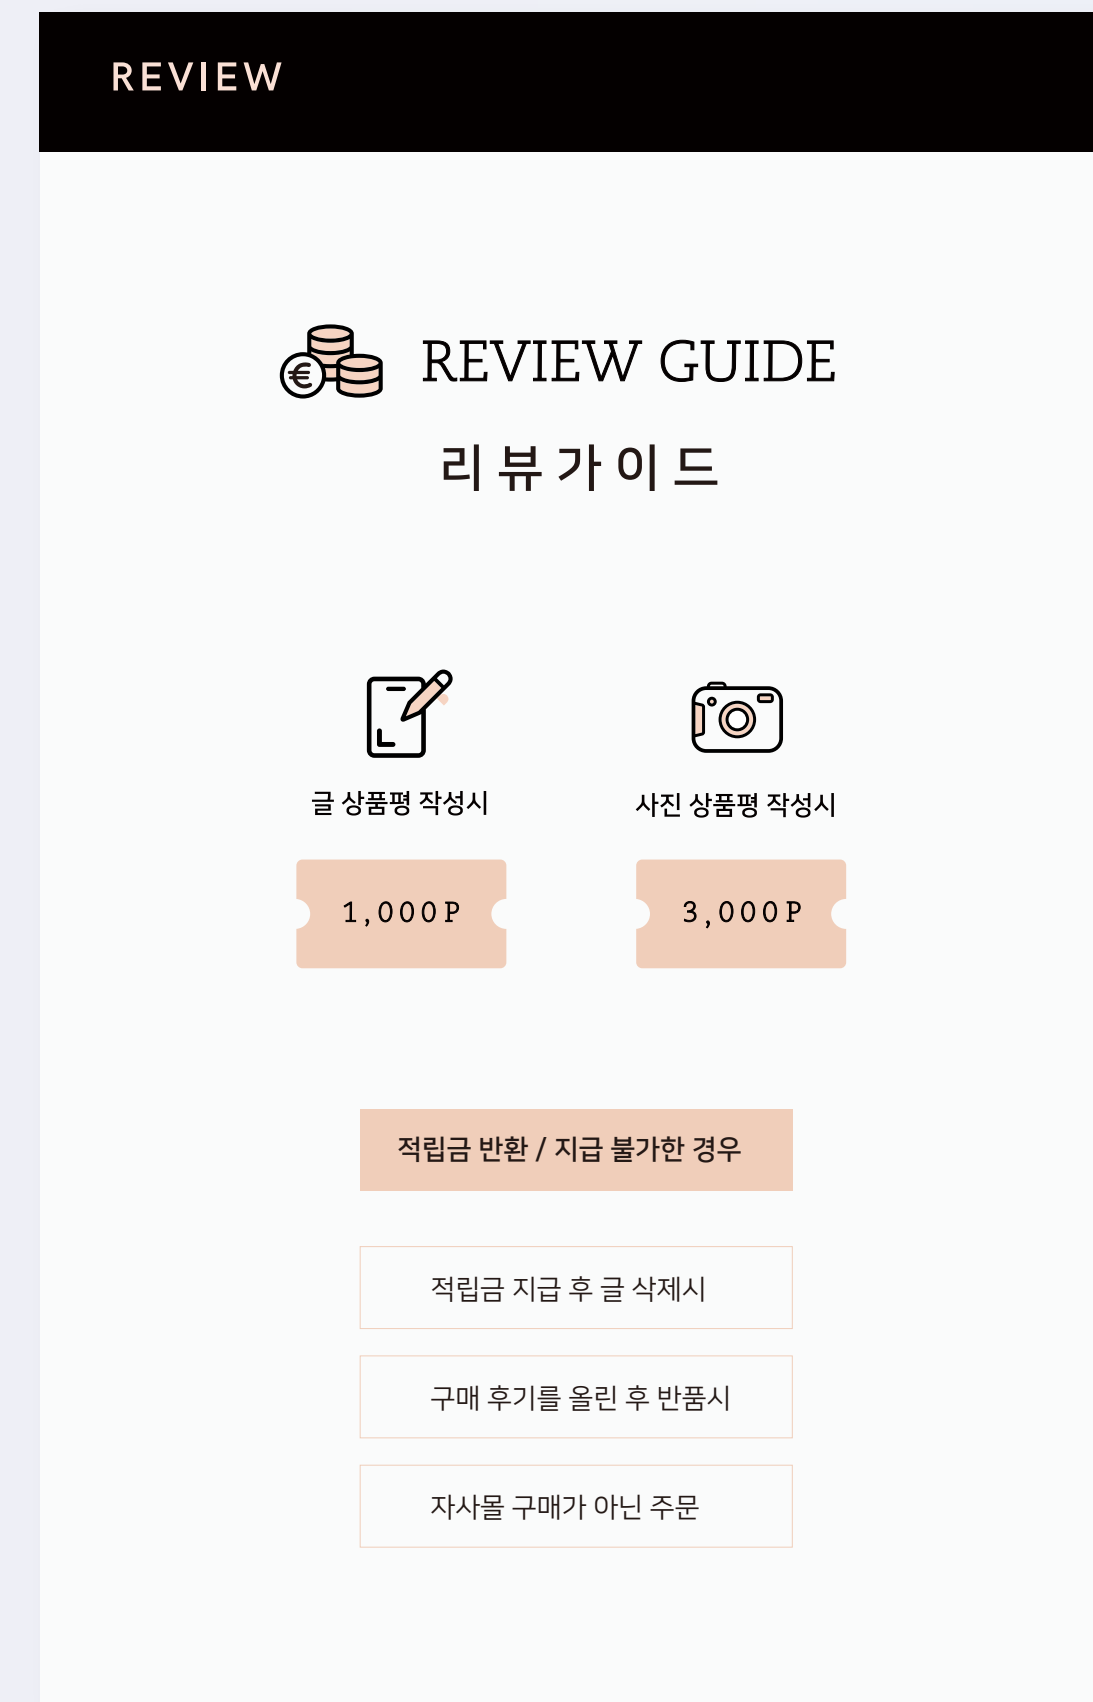 REVIEW
REVIEW GUIDE
리뷰가이드
글 상품평 작성시
사진 상품평 작성시
1,000P
3,000P
적립금 반환 / 지급 불가한 경우
적립금 지급 후 글 삭제시
구매 후기를 올린 후 반품시
자사몰 구매가 아닌 주문